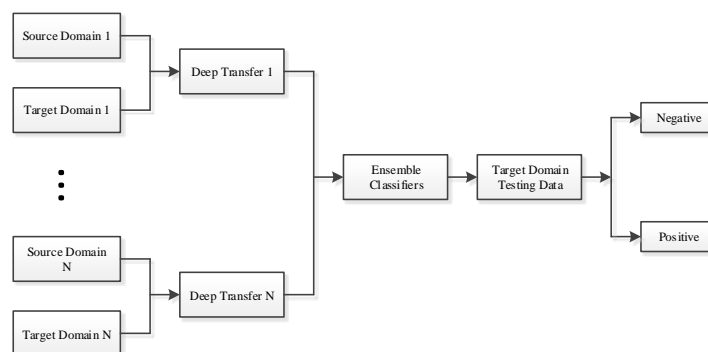 Source Domain 1
Deep Transfer 1
Target Domain 1
Negative
Ensemble
Classifiers
Target Domain
Testing Data
Source Domain
N
Positive
Deep Transfer N
Target Domain N